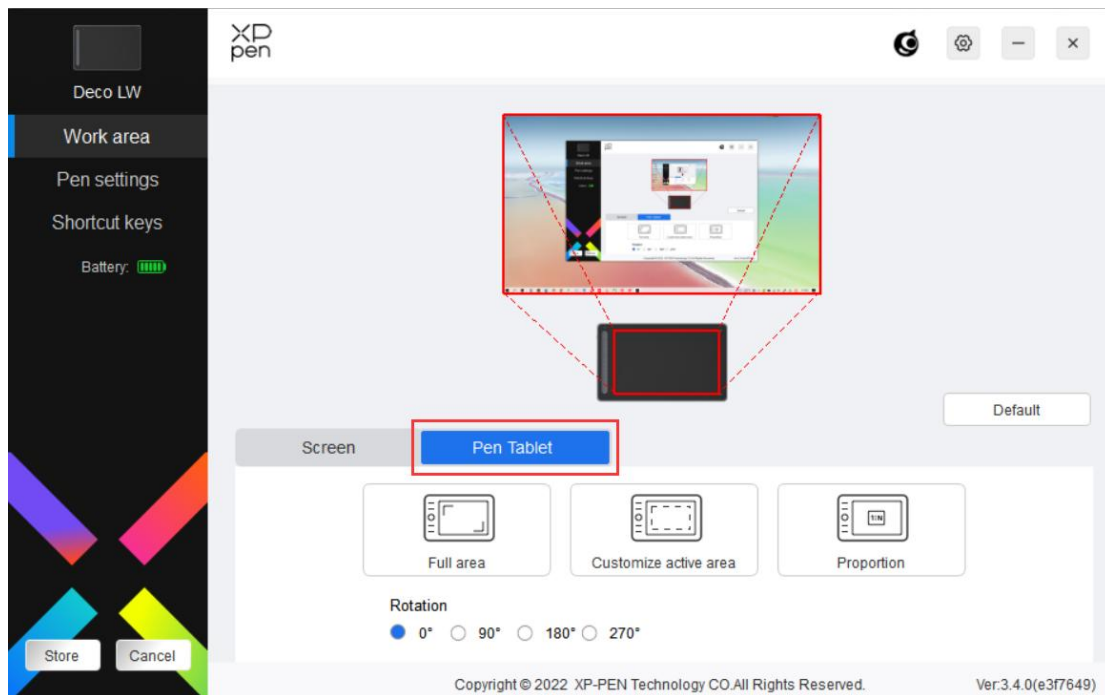 XP
pen
Deco LW
Work area
Pen settings
Shortcut keys
Battery:
Default
Screen
Pen Tablet
Full area
Customize active area
1:N
Proportion
Rotation
0° 90° 180° 270°
Store
Cancel
Copyright © 2022 XP-PEN Technology CO.All Rights Reserved.
Ver:3.4.0(e3f7649)